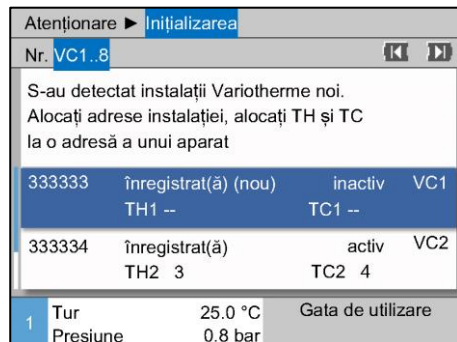 Atenționare ► Inițializarea
Nr. VC1..8
S-au detectat instalații Variotherme noi.
Alocați adrese instalației, alocați TH și TC
la o adresă a unui aparat
333333 înregistrat(ă) (nou) inactiv VC1
TH1 -- TC1 --
333334 înregistrat(ă) activ VC2
TH2 3 TC2 4
1 Tur 25.0 °C Gata de utilizare
Presiune 0.8 bar